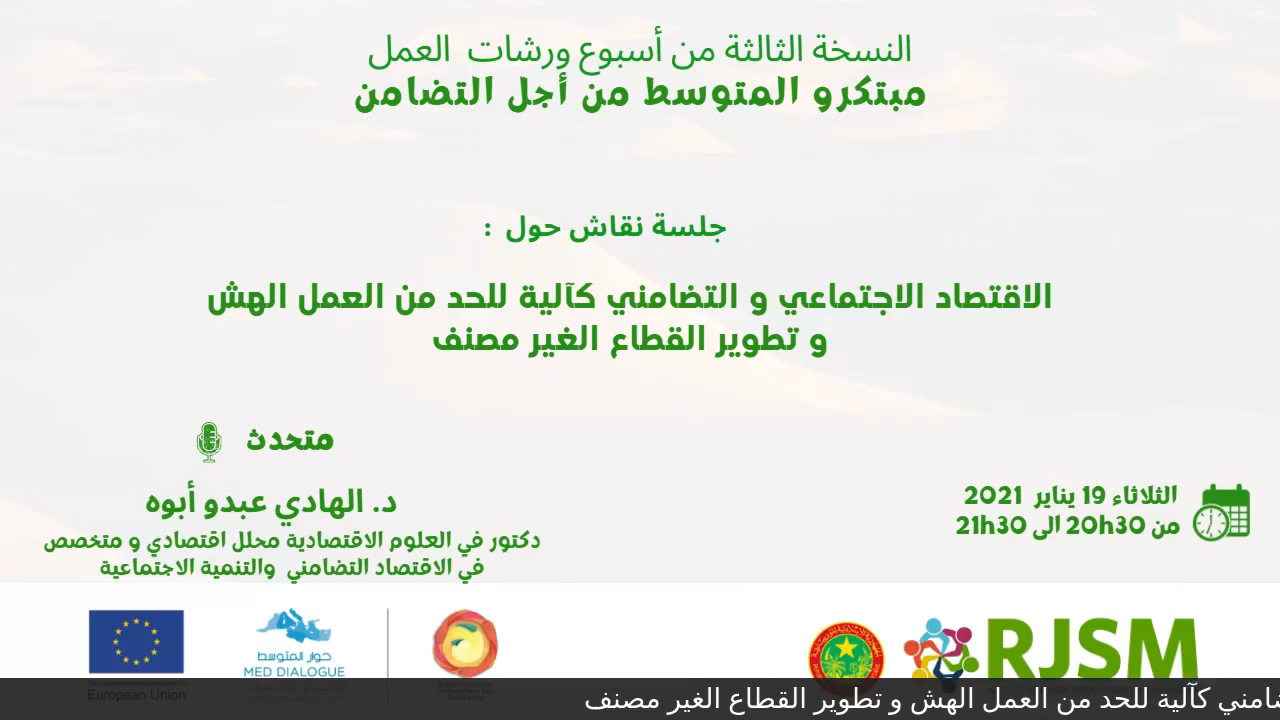 النسخة الثالثة من أسبوع ورشات العمل
مبتكرو المتوسط من أجل التضامن
جلسة نقاش حول :
الاقتصاد الاجتماعي و التضامني كآلية للحد من العمل الهش
و تطوير القطاع الغير مصنف
متحدث
د. الهادي عبدو أبوه
دكتور في العلوم الاقتصادية محلل اقتصادي و متخصص
في الاقتصاد التضامني والتنمية الاجتماعية
الثلاثاء 19 يناير 2021
من 20h30 الى 21h30
European Union
حوار المتوسط
MED DIALOGUE
RJSM
كآلية للحد من العمل الهش و تطوير القطاع الغير مصنف